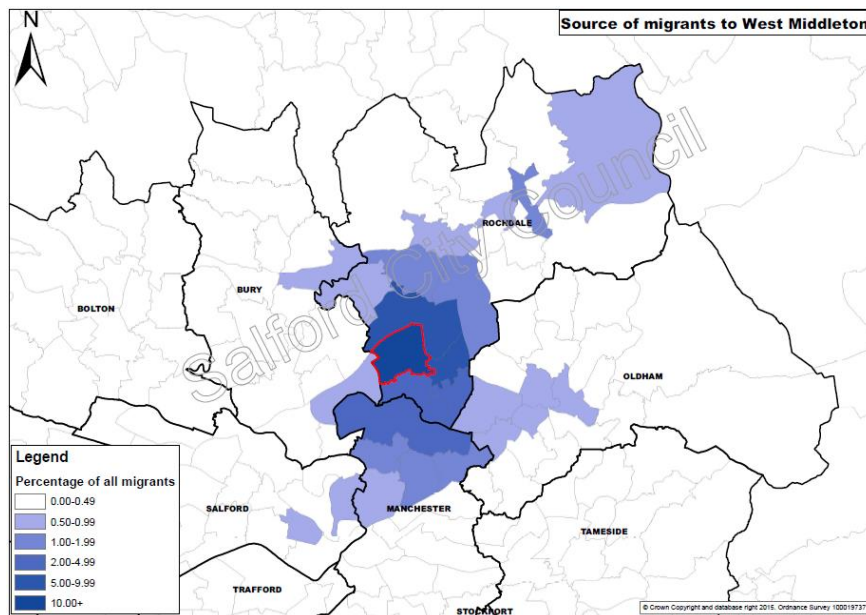 Source of migrants to West Middleton
N
Salford City Council
ROCHDALE
BURY
BOLTON
OLDHAM
SALFORD
MANCHESTER
TAMESIDE
TRAFFORD
STOCKPORT
Legend
Percentage of all migrants
0.00-0.49
0.50-0.99
1.00-1.99
2.00-4.99
5.00-9.99
10.00+
© Crown Copyright and database right 2015. Ordnance Survey 100019737